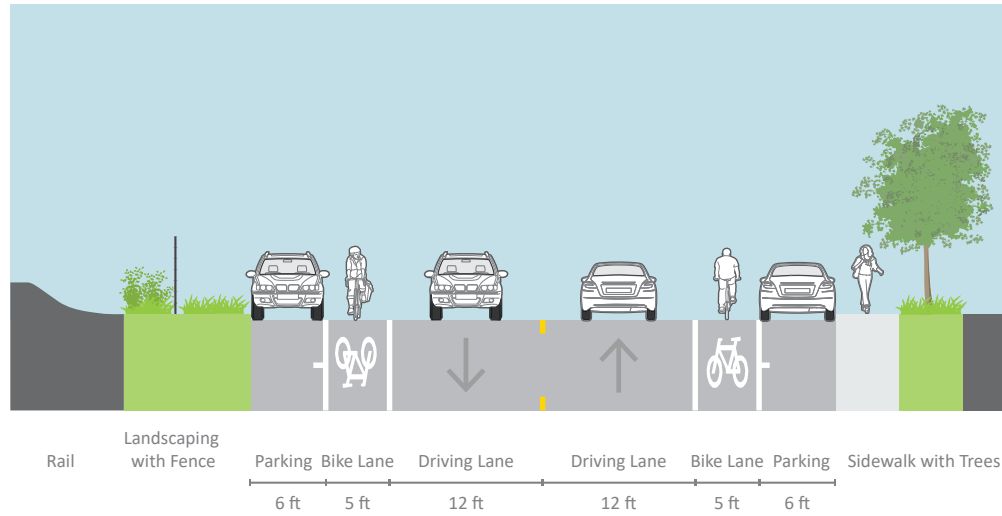 Rail
Landscaping
with Fence
Parking
Bike Lane
Driving Lane
Driving Lane
Bike Lane
Parking
Sidewalk with Trees
6 ft
5 ft
12 ft
12 ft
5 ft
6 ft